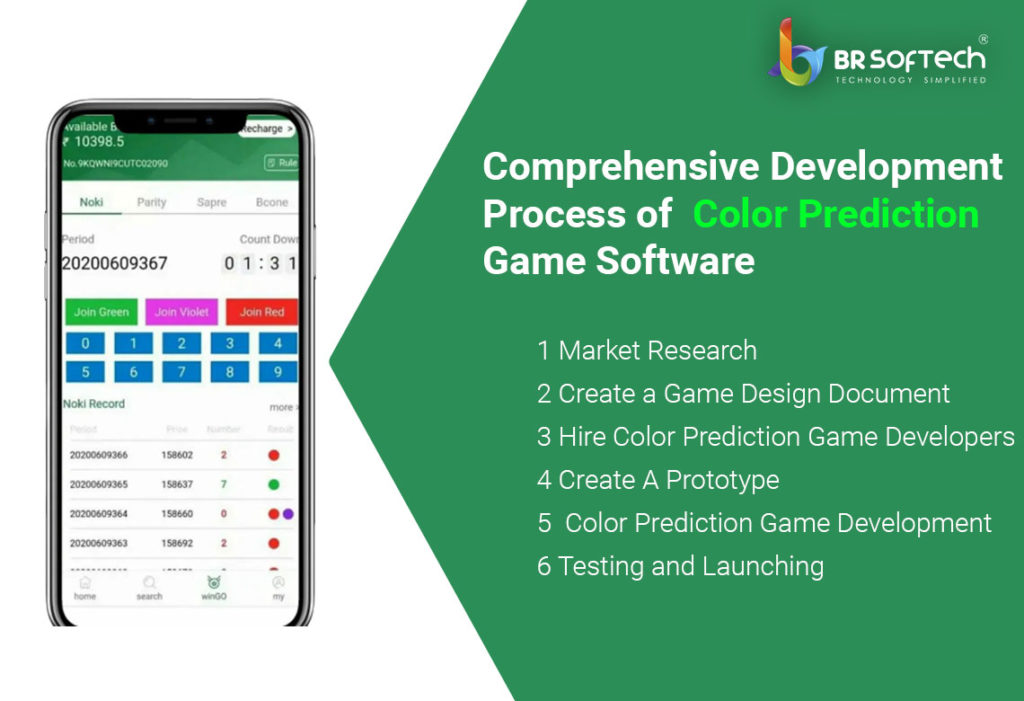 BR SOFTECH®
TECHNOLOGY SIMPLIFIED
Comprehensive Development
Process of Color Prediction
Game Software
1 Market Research
2 Create a Game Design Document
3 Hire Color Prediction Game Developers
4 Create A Prototype
5 Color Prediction Game Development
6 Testing and Launching
Available B
echarge >
₹ 10398.5
No.9KQWNI9CUTC02090
Rule
Noki Parity Sapre Bcone
Period Count Down
20200609367 0 1 : 3 1
Join Green Join Violet Join Red
0 1 2 3 4
5 6 7 8 9
Noki Record
more >
Period Price Number Result
20200609366 158602 2
20200609365 158637 7
20200609364 158660 0
20200609363 158692 2
home search winGO my